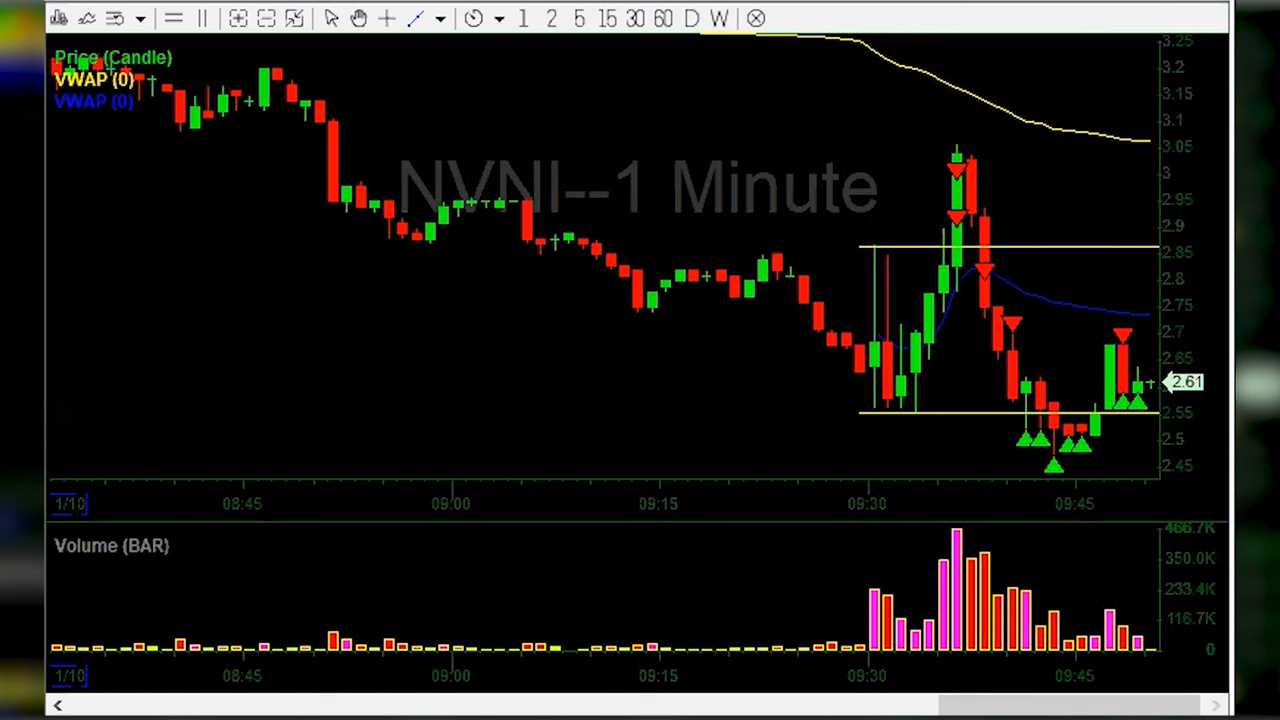 1 2 5 15 30 60 D W
Price (Candle)
VWAP (0)
VWAP (0)
NVNI--1 Minute
3.25
3.2
3.15
3.1
3.05
3
2.95
2.9
2.85
2.8
2.75
2.7
2.65
2.61
2.55
2.5
2.45
1/10 08:45 09:00 09:15 09:30 09:45
Volume (BAR)
466.7K
350.0K
233.4K
116.7K
0
1/10 08:45 09:00 09:15 09:30 09:45